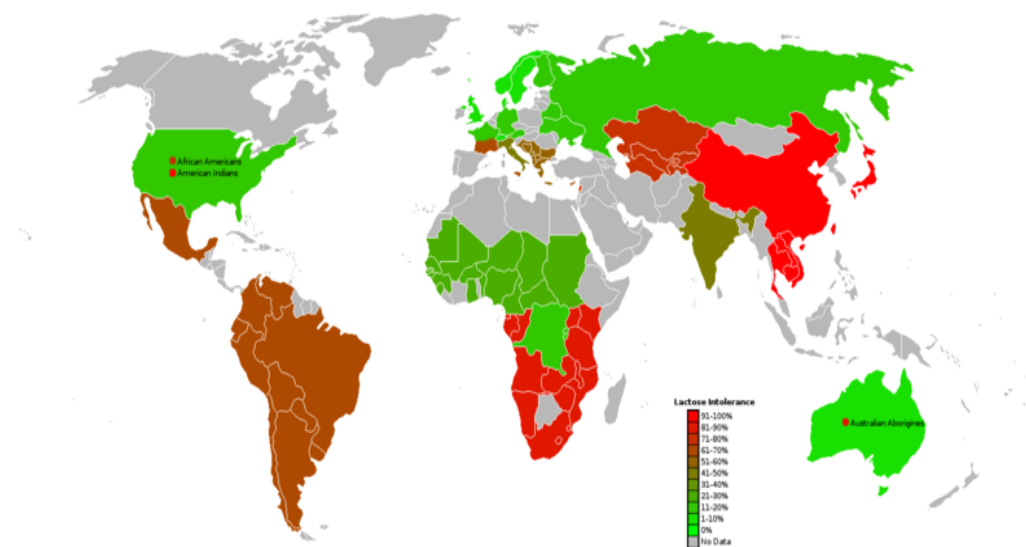 African Americans
American Indians
Lactose Intolerance
91-100%
81-90%
71-80%
61-70%
51-60%
41-50%
31-40%
21-30%
11-20%
1-10%
0%
No Data
Australian Aborigines